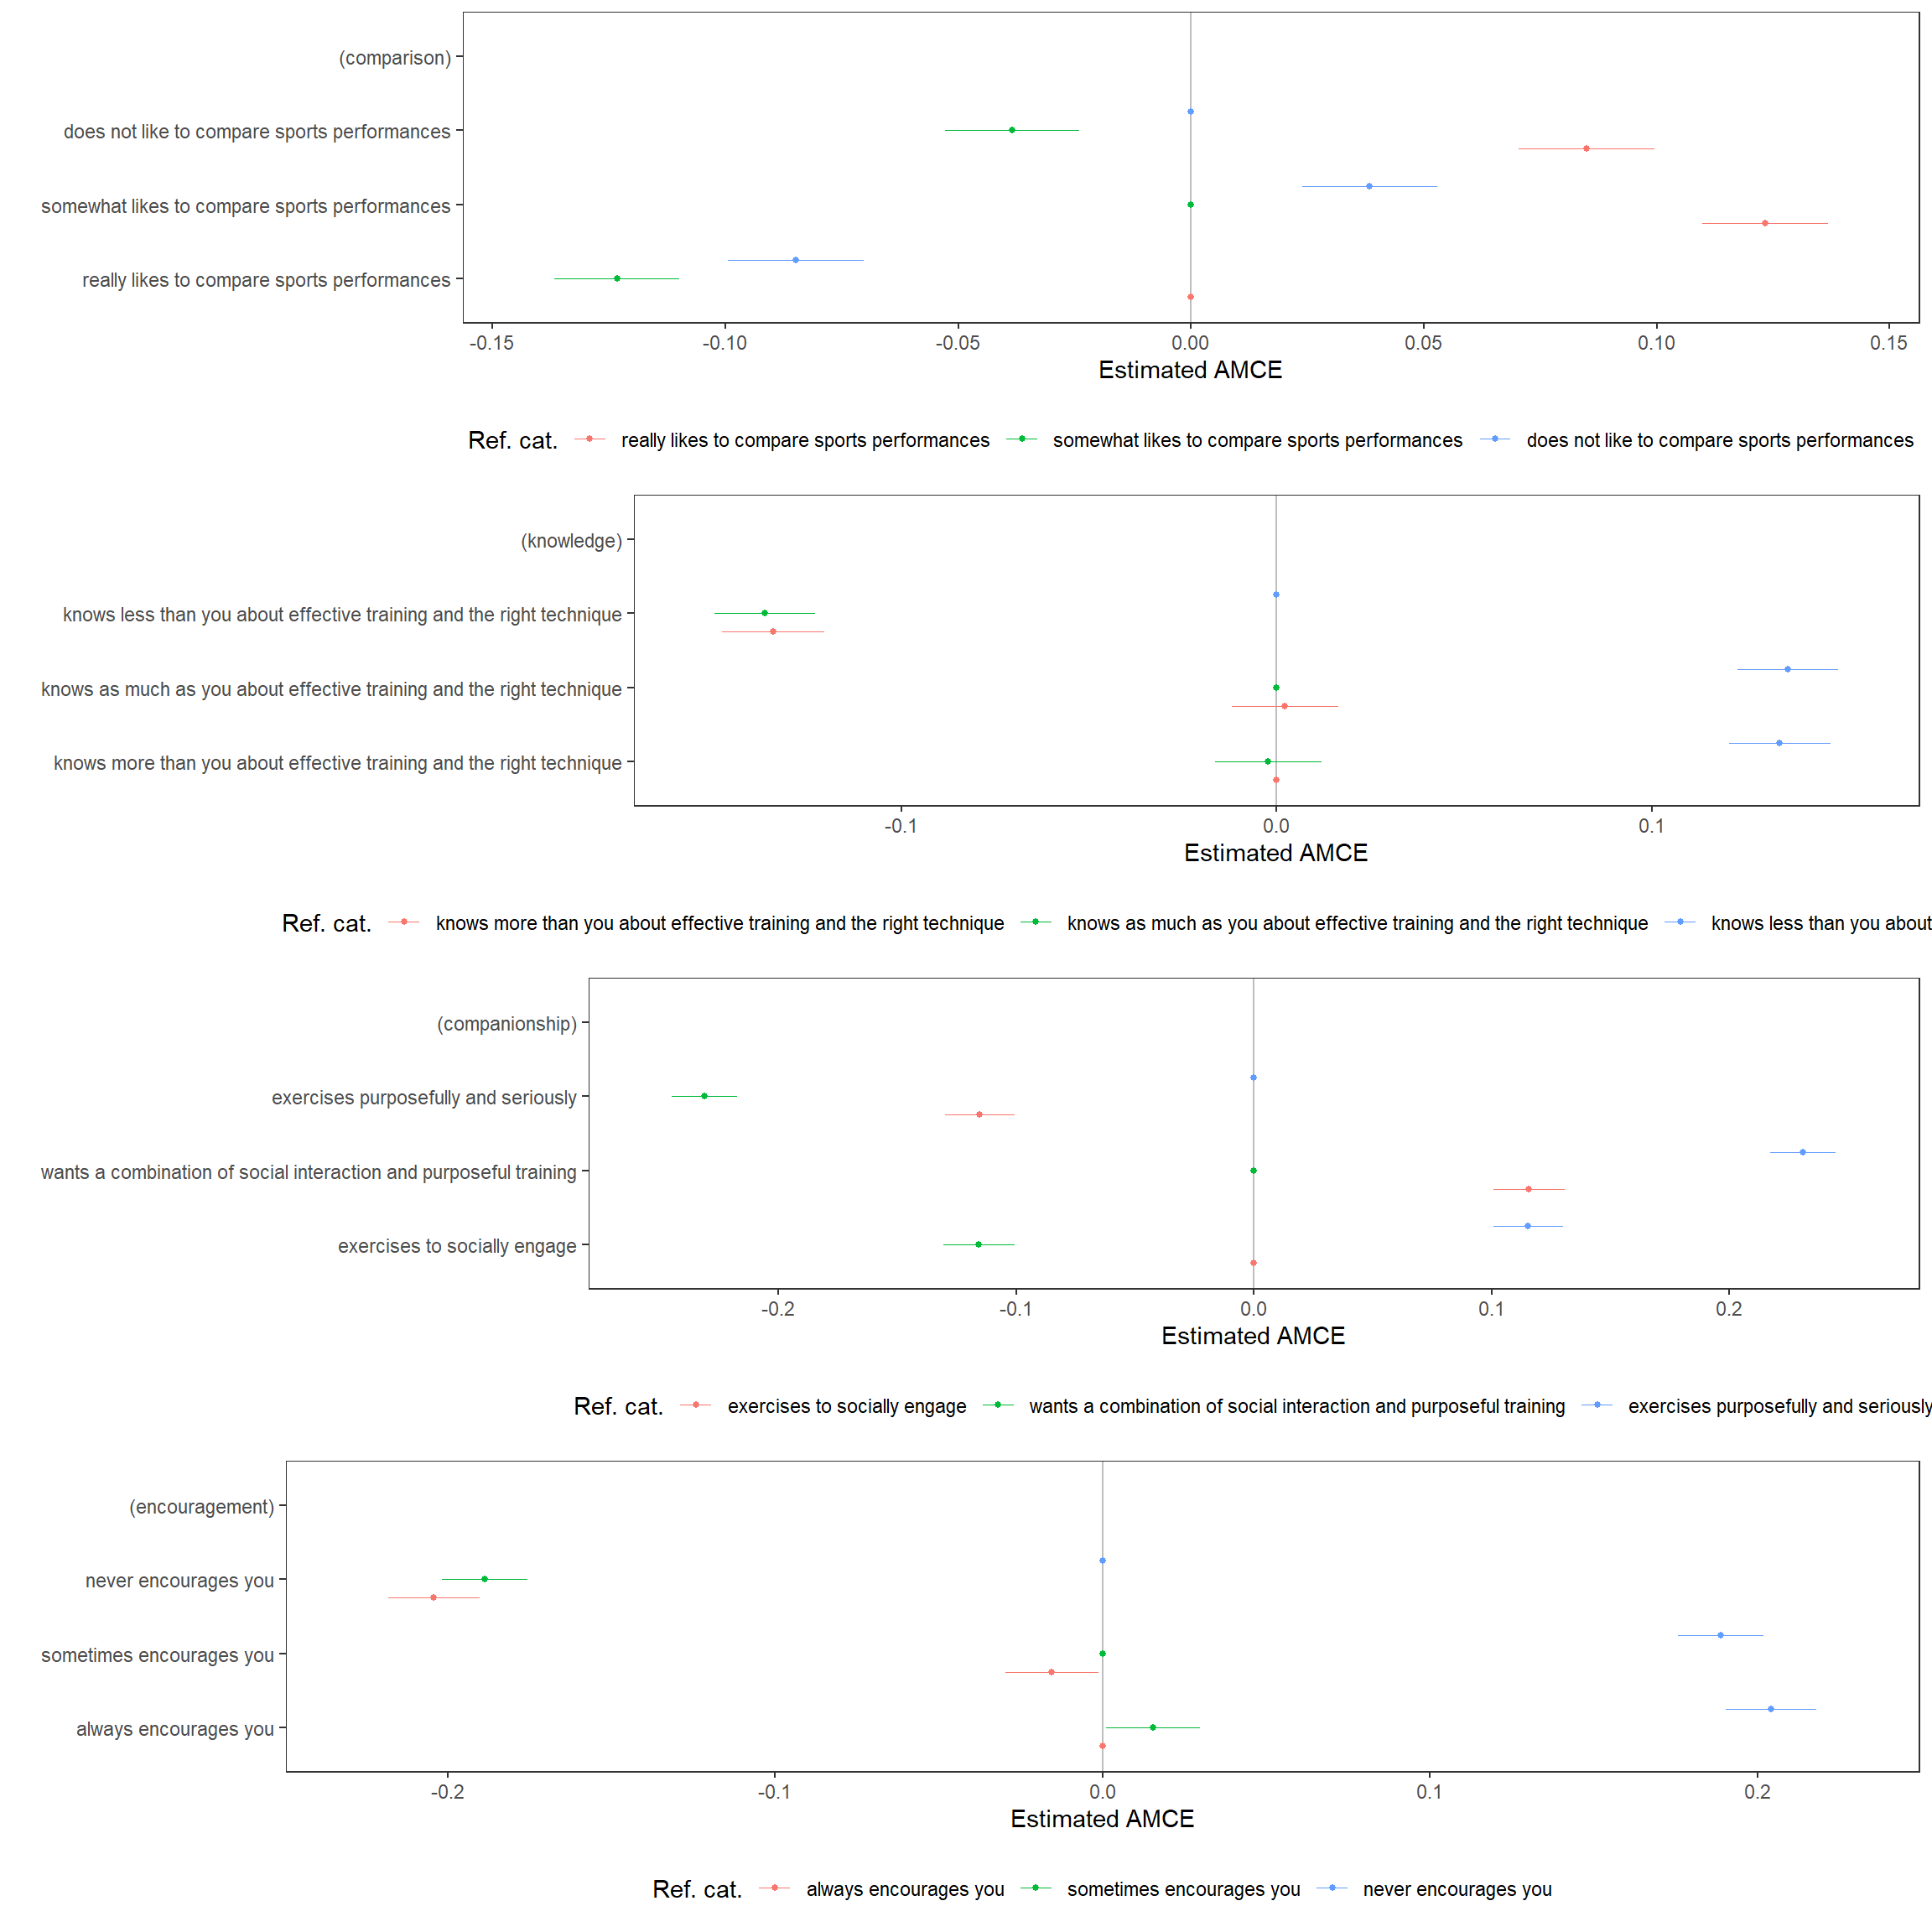 (comparison)
does not like to compare sports performances
somewhat likes to compare sports performances
really likes to compare sports performances
-0.15 -0.10 -0.05 0.00 0.05 0.10 0.15
Estimated AMCE
Ref. cat. really likes to compare sports performances somewhat likes to compare sports performances does not like to compare sports performances
(knowledge)
knows less than you about effective training and the right technique
knows as much as you about effective training and the right technique
knows more than you about effective training and the right technique
-0.1 0.0 0.1
Estimated AMCE
Ref. cat. knows more than you about effective training and the right technique knows as much as you about effective training and the right technique knows less than you about
(companionship)
exercises purposefully and seriously
wants a combination of social interaction and purposeful training
exercises to socially engage
-0.2 -0.1 0.0 0.1 0.2
Estimated AMCE
Ref. cat. exercises to socially engage wants a combination of social interaction and purposeful training exercises purposefully and seriously
(encouragement)
never encourages you
sometimes encourages you
always encourages you
-0.2 -0.1 0.0 0.1 0.2
Estimated AMCE
Ref. cat. always encourages you sometimes encourages you never encourages you